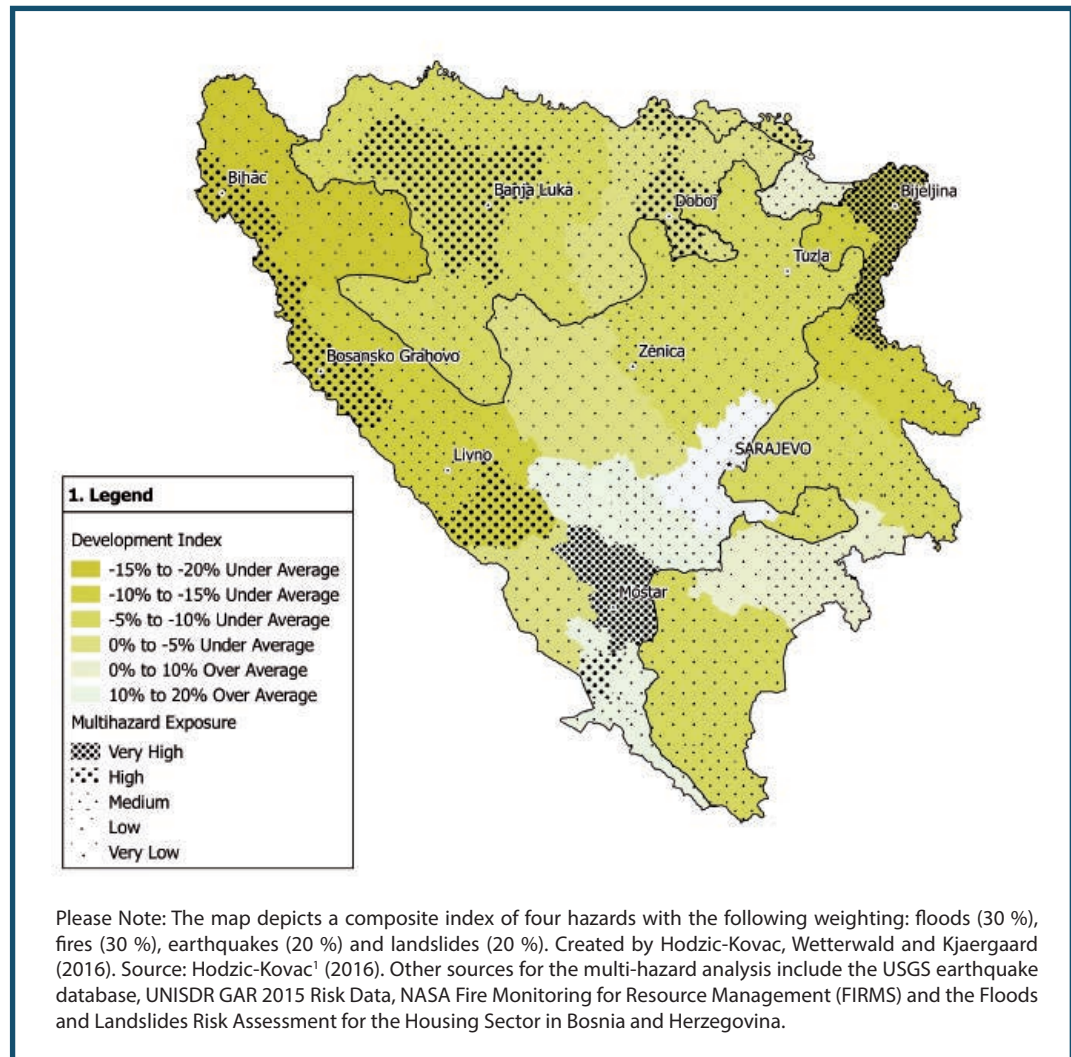 Bihać
Banja Luka
Doboj
Bijeljina
Tuzla
Bosansko Grahovo
Zenica
Livno
SARAJEVO
Mostar
1. Legend
Development Index
-15% to -20% Under Average
-10% to -15% Under Average
-5% to -10% Under Average
0% to -5% Under Average
0% to 10% Over Average
10% to 20% Over Average
Multihazard Exposure
Very High
High
Medium
Low
Very Low
Please Note: The map depicts a composite index of four hazards with the following weighting: floods (30 %),
fires (30 %), earthquakes (20 %) and landslides (20 %). Created by Hodzic-Kovac, Wetterwald and Kjaergaard
(2016). Source: Hodzic-Kovac¹ (2016). Other sources for the multi-hazard analysis include the USGS earthquake
database, UNISDR GAR 2015 Risk Data, NASA Fire Monitoring for Resource Management (FIRMS) and the Floods
and Landslides Risk Assessment for the Housing Sector in Bosnia and Herzegovina.